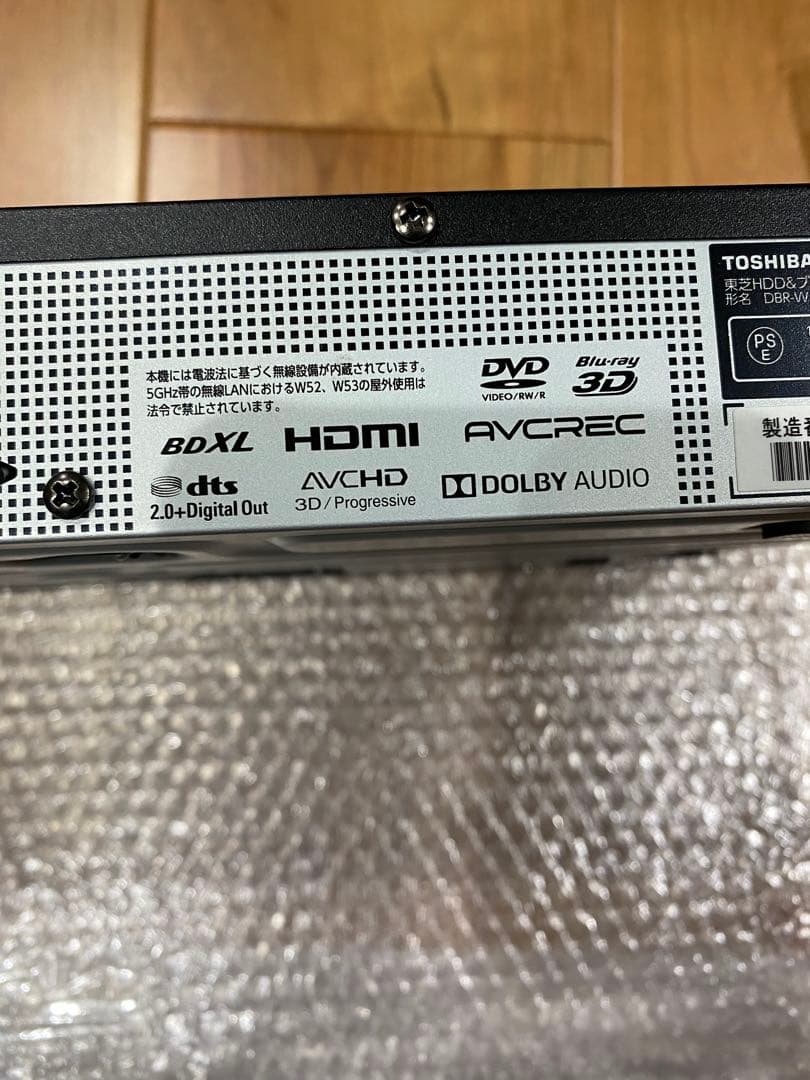 本機には電波法に基づく無線設備が内蔵されています。
5GHz帯の無線LANにおけるW52、W53の屋外使用は
法令で禁止されています。
DVD
VIDEO/RW/R
Blu-ray
3D
BDXL
HDMI
AVCREC
dts
2.0+Digital Out
AVCHD
3D/Progressive
DOLBY AUDIO
TOSHIBA
東芝HDD&ブ
形名 DBR-W
PS
E
製造番